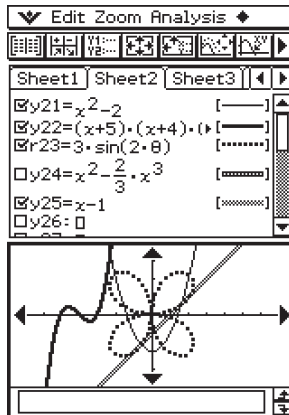 Edit Zoom Analysis
Sheet1 Sheet2 Sheet3
y21=x²-2 [ ]
y22=(x+5)·(x+4)·( [ ]
r23=3·sin(2·θ) [ ]
y24=x²-2/3·x³ [ ]
y25=x-1 [ ]
y26: